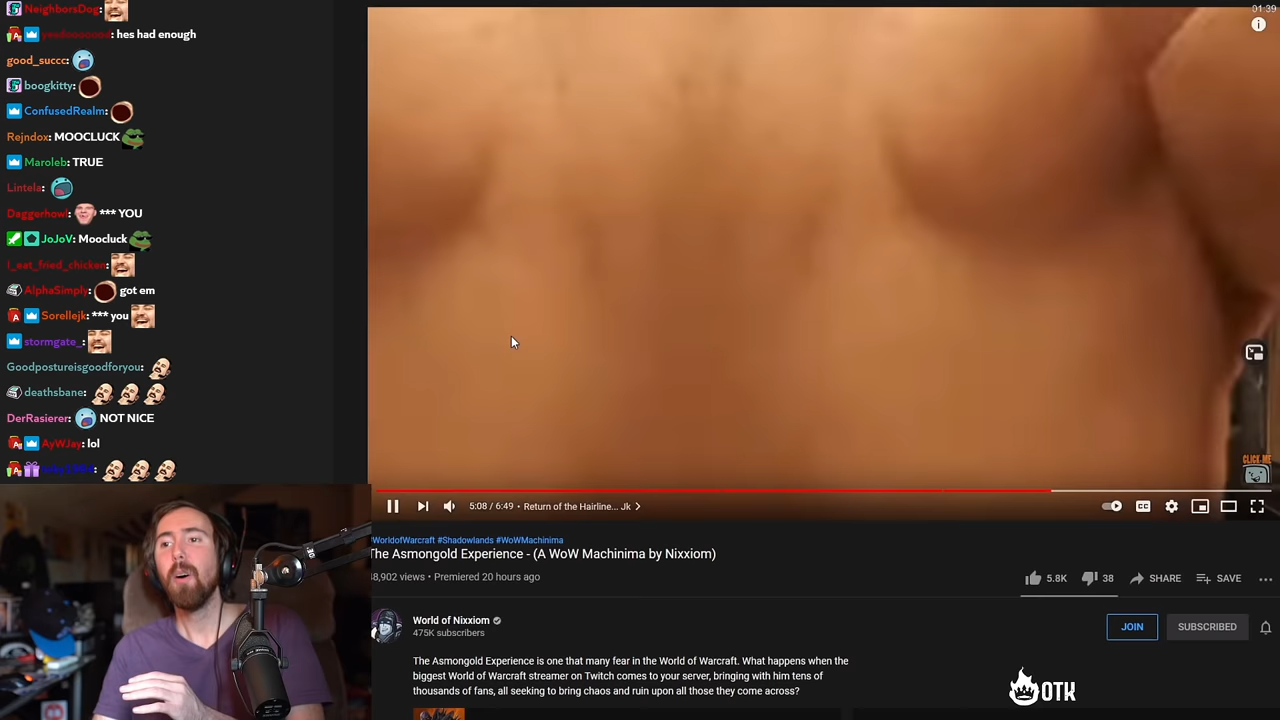 NeighborsDog:
01:39
yeedoooood: hes had enough
good_succc:
boogkitty:
ConfusedRealm:
Rejndox: MOOCLUCK
Maroleb: TRUE
Lintela:
Daggerhowl: *** YOU
JoJoV: Moocluck
I_eat_fried_chicken:
AlphaSimply: got em
Sorellejk: *** you
stormgate_:
Goodpostureisgoodforyou:
deathsbane:
DerRasierer: NOT NICE
AyWJay: lol
CLICK ME
5:08 / 6:49 • Return of the Hairline... Jk >
CC
#WorldofWarcraft #Shadowlands #WoWMachinima
The Asmongold Experience - (A WoW Machinima by Nixxiom)
8,902 views • Premiered 20 hours ago
5.8K 38 SHARE SAVE ...
World of Nixxiom
475K subscribers
JOIN SUBSCRIBED
The Asmongold Experience is one that many fear in the World of Warcraft. What happens when the
biggest World of Warcraft streamer on Twitch comes to your server, bringing with him tens of
thousands of fans, all seeking to bring chaos and ruin upon all those they come across?
OTK